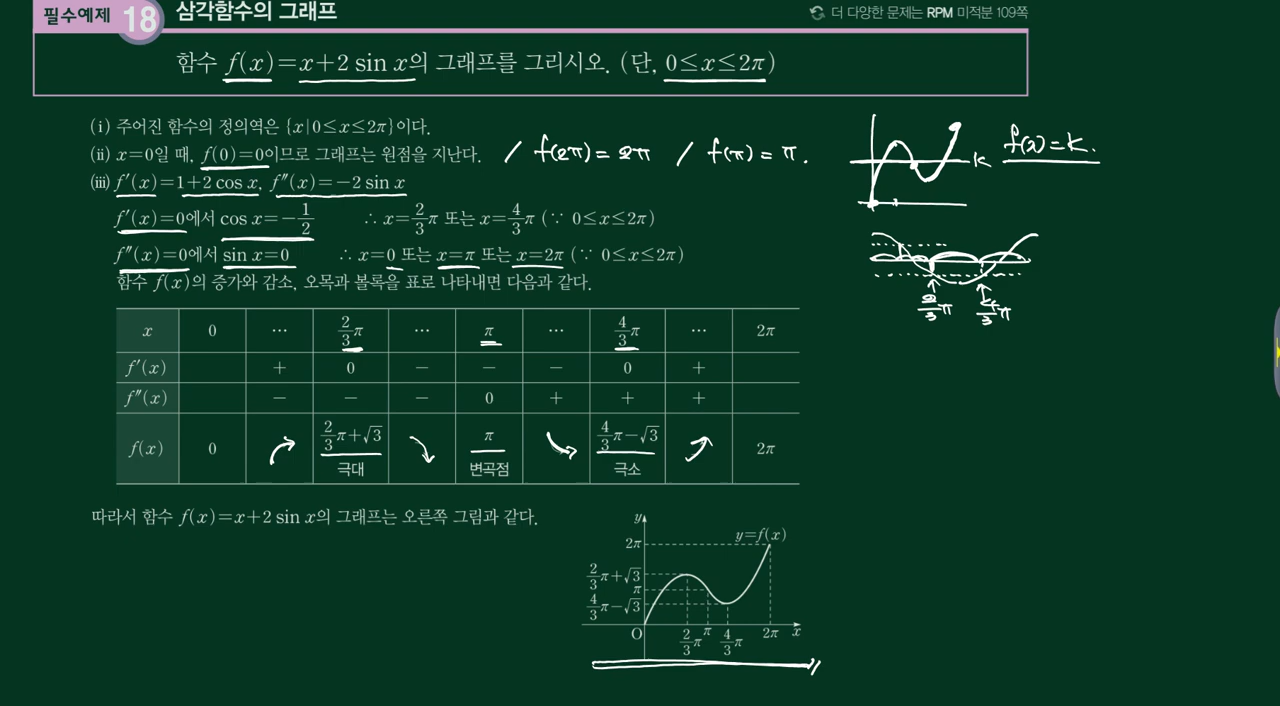 필수예제 18 삼각함수의 그래프
더 다양한 문제는 RPM 미적분 109쪽
함수 f(x)=x+2 sin x의 그래프를 그리시오. (단, 0≤x≤2π)
(i) 주어진 함수의 정의역은 {x|0≤x≤2π}이다.
(ii) x=0일 때, f(0)=0이므로 그래프는 원점을 지난다. / f(2π)=2π / f(π)=π.
K f(x)=k.
(iii) f′(x)=1+2 cos x, f″(x)=−2 sin x
f′(x)=0에서 cos x=−1/2 ∴ x=2/3π 또는 x=4/3π (∵ 0≤x≤2π)
f″(x)=0에서 sin x=0 ∴ x=0 또는 x=π 또는 x=2π (∵ 0≤x≤2π)
함수 f(x)의 증가와 감소, 오목과 볼록을 표로 나타내면 다음과 같다.
2/3π 4/3π
x 0 ⋯ 2/3π ⋯ π ⋯ 4/3π ⋯ 2π
f′(x) + 0 − − − 0 +
f″(x) − − − 0 + + +
f(x) 0 2/3π+√3 π 4/3π−√3 2π
극대 변곡점 극소
따라서 함수 f(x)=x+2 sin x의 그래프는 오른쪽 그림과 같다.
y
y=f(x)
2π
2/3π+√3
π
4/3π−√3
O 2/3π π 4/3π 2π x